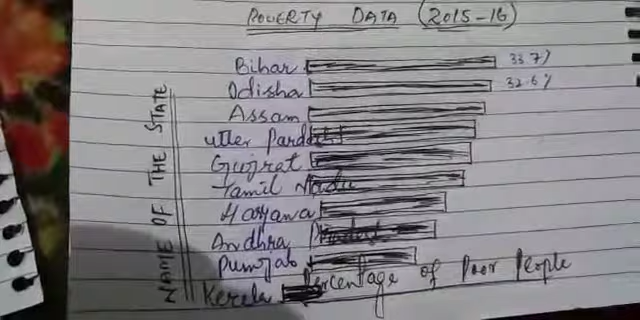 POVERTY DATA (2015-16)
Bihar 33.7%
Odisha 32.6%
Assam
utter Pardesh
Gujrat
Tamil Nadu
Haryana
Andhra Pradesh
Punjab
Kerela
Percentage of Poor People
NAME OF THE STATE